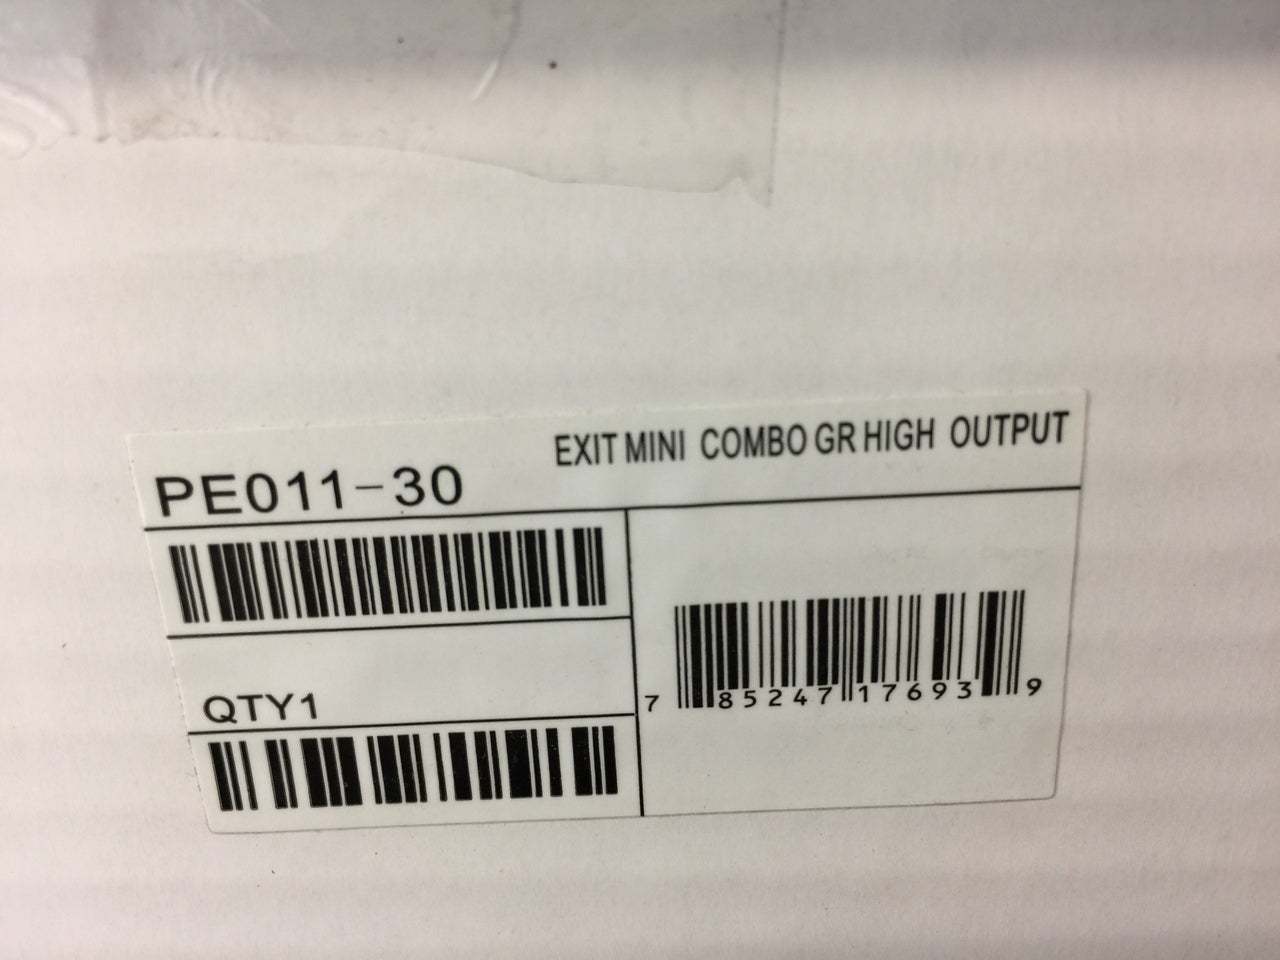 EXIT MINI COMBO GR HIGH OUTPUT
PE011-30
QTY1
7 85247 17693 9